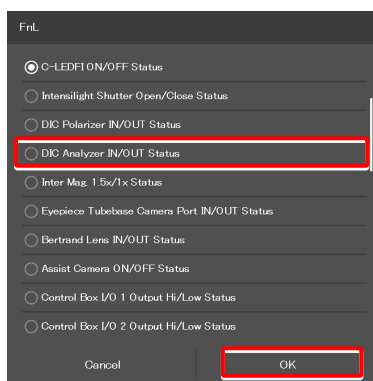 FnL
C-LEDFI ON/OFF Status
Intensilight Shutter Open/Close Status
DIC Polarizer IN/OUT Status
DIC Analyzer IN/OUT Status
Inter Mag. 1.5x/1x Status
Eyepiece Tubebase Camera Port IN/OUT Status
Bertrand Lens IN/OUT Status
Assist Camera ON/OFF Status
Control Box I/O 1 Output Hi/Low Status
Control Box I/O 2 Output Hi/Low Status
Cancel OK